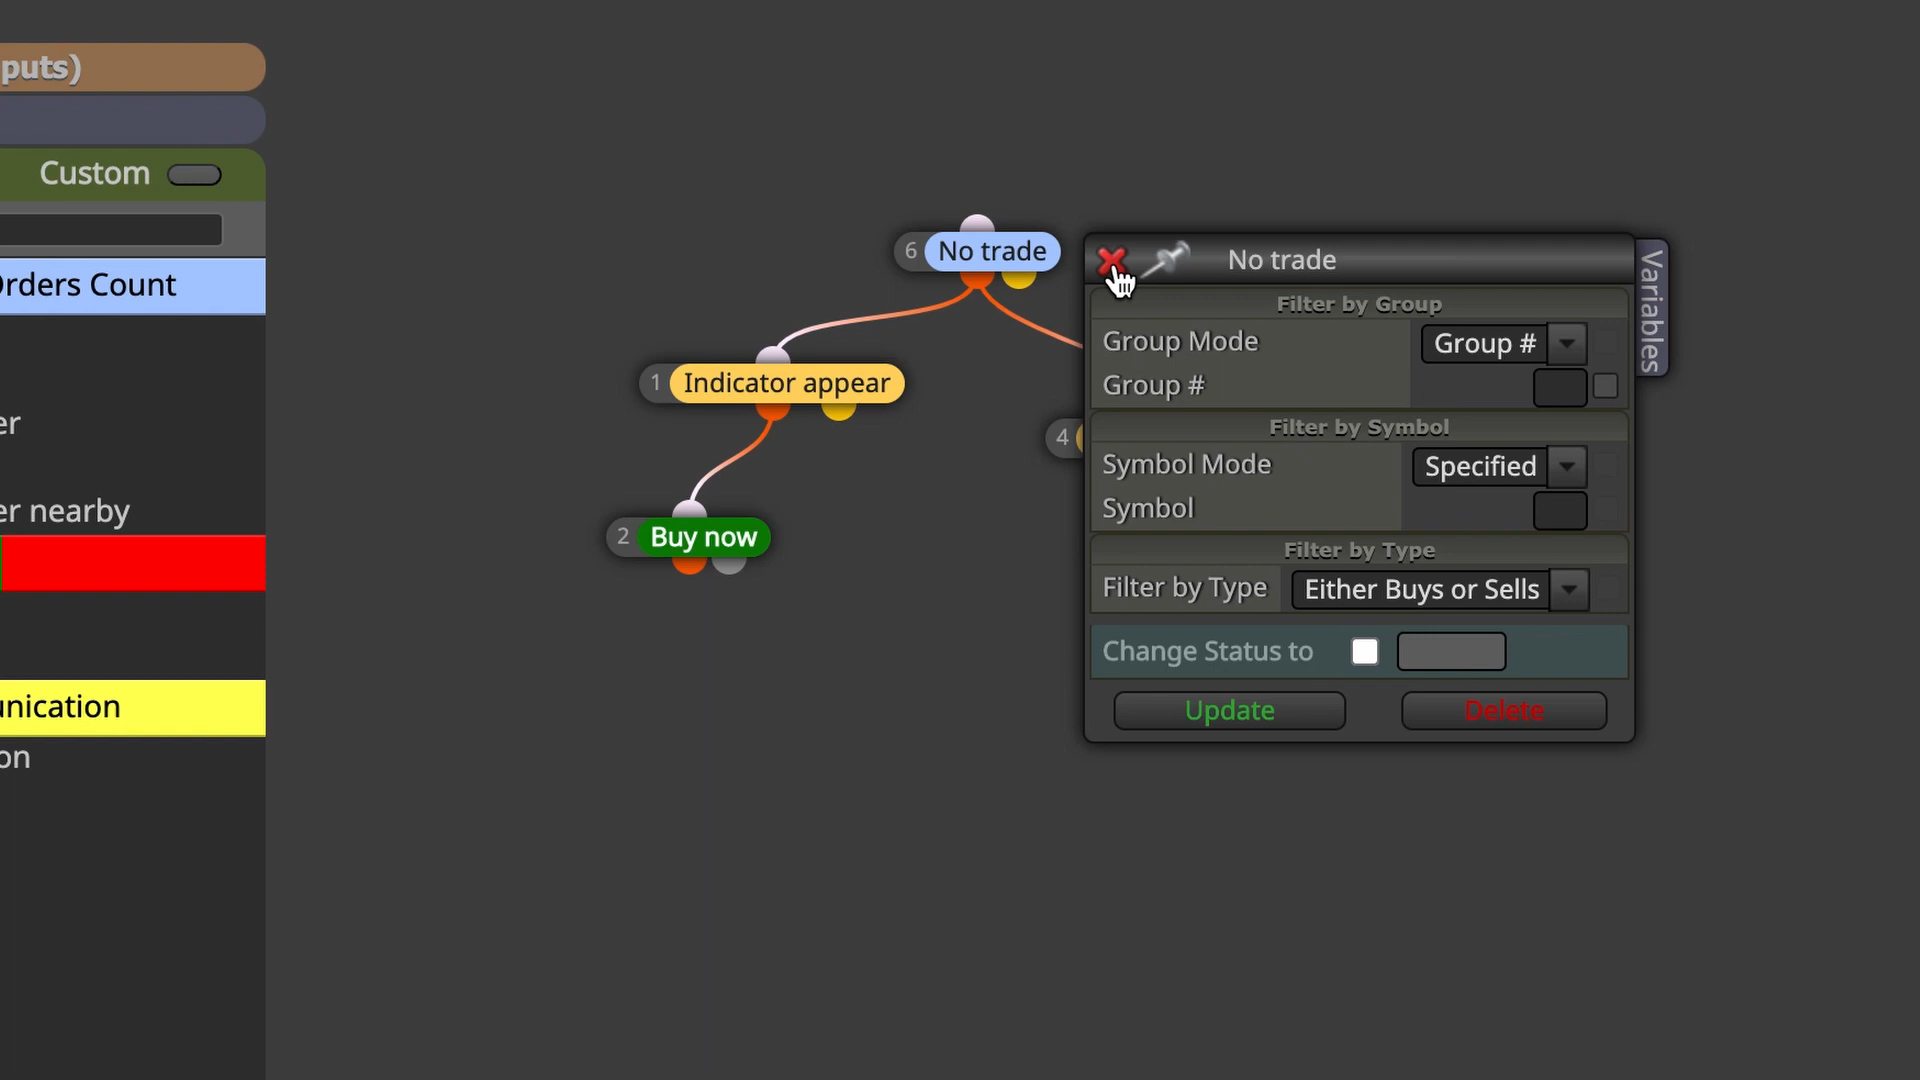 puts)
Custom
rders Count
er
er nearby
unication
on
6 No trade
1 Indicator appear
2 Buy now
4
No trade
Filter by Group
Group Mode Group #
Group #
Filter by Symbol
Symbol Mode Specified
Symbol
Filter by Type
Filter by Type Either Buys or Sells
Change Status to
Update Delete
Variables